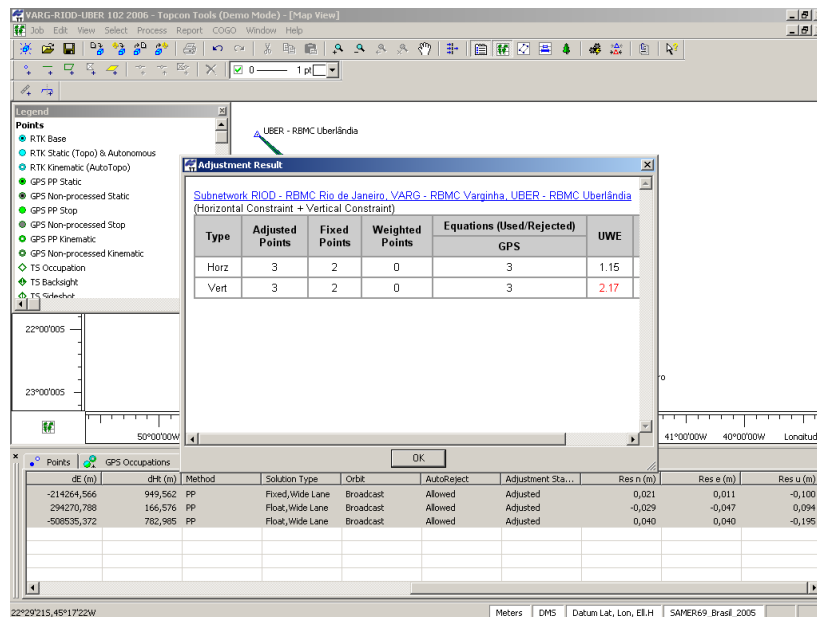 VARG-RIOD-UBER 102 2006 - Topcon Tools (Demo Mode) - [Map View]
Job Edit View Select Process Report COGO Window Help
0 1 pt
Legend
Points
RTK Base
RTK Static (Topo) & Autonomous
RTK Kinematic (AutoTopo)
GPS PP Static
GPS Non-processed Static
GPS PP Stop
GPS Non-processed Stop
GPS PP Kinematic
GPS Non-processed Kinematic
TS Occupation
TS Backsight
TS Sideshot
UBER - RBMC Uberlândia
Adjustment Result
Subnetwork RIOD - RBMC Rio de Janeiro, VARG - RBMC Varginha, UBER - RBMC Uberlândia
(Horizontal Constraint + Vertical Constraint)
Type Adjusted Points Fixed Points Weighted Points Equations (Used/Rejected) GPS UWE
Horz 3 2 0 3 1.15
Vert 3 2 0 3 2.17
OK
22°00'00S
23°00'00S
ro
50°00'00W 41°00'00W 40°00'00W Longitud
Points GPS Occupations
dE (m) dHt (m) Method Solution Type Orbit AutoReject Adjustment Sta... Res n (m) Res e (m) Res u (m)
-214264,566 949,562 PP Fixed,Wide Lane Broadcast Allowed Adjusted 0,021 0,011 -0,100
294270,788 166,576 PP Float,Wide Lane Broadcast Allowed Adjusted -0,029 -0,047 0,094
-508535,372 782,985 PP Float,Wide Lane Broadcast Allowed Adjusted 0,040 0,040 -0,195
22°29'21S,45°17'22W Meters DMS Datum Lat, Lon, Ell.H SAMER69_Brasil_2005